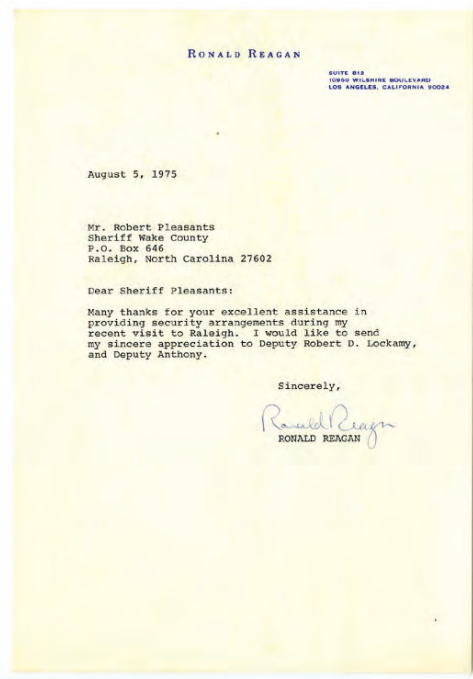 RONALD REAGAN
SUITE 812
10960 WILSHIRE BOULEVARD
LOS ANGELES, CALIFORNIA 90024
August 5, 1975
Mr. Robert Pleasants
Sheriff Wake County
P.O. Box 646
Raleigh, North Carolina 27602
Dear Sheriff Pleasants:
Many thanks for your excellent assistance in
providing security arrangements during my
recent visit to Raleigh.  I would like to send
my sincere appreciation to Deputy Robert D. Lockamy,
and Deputy Anthony.
Sincerely,
Ronald Reagan
RONALD REAGAN